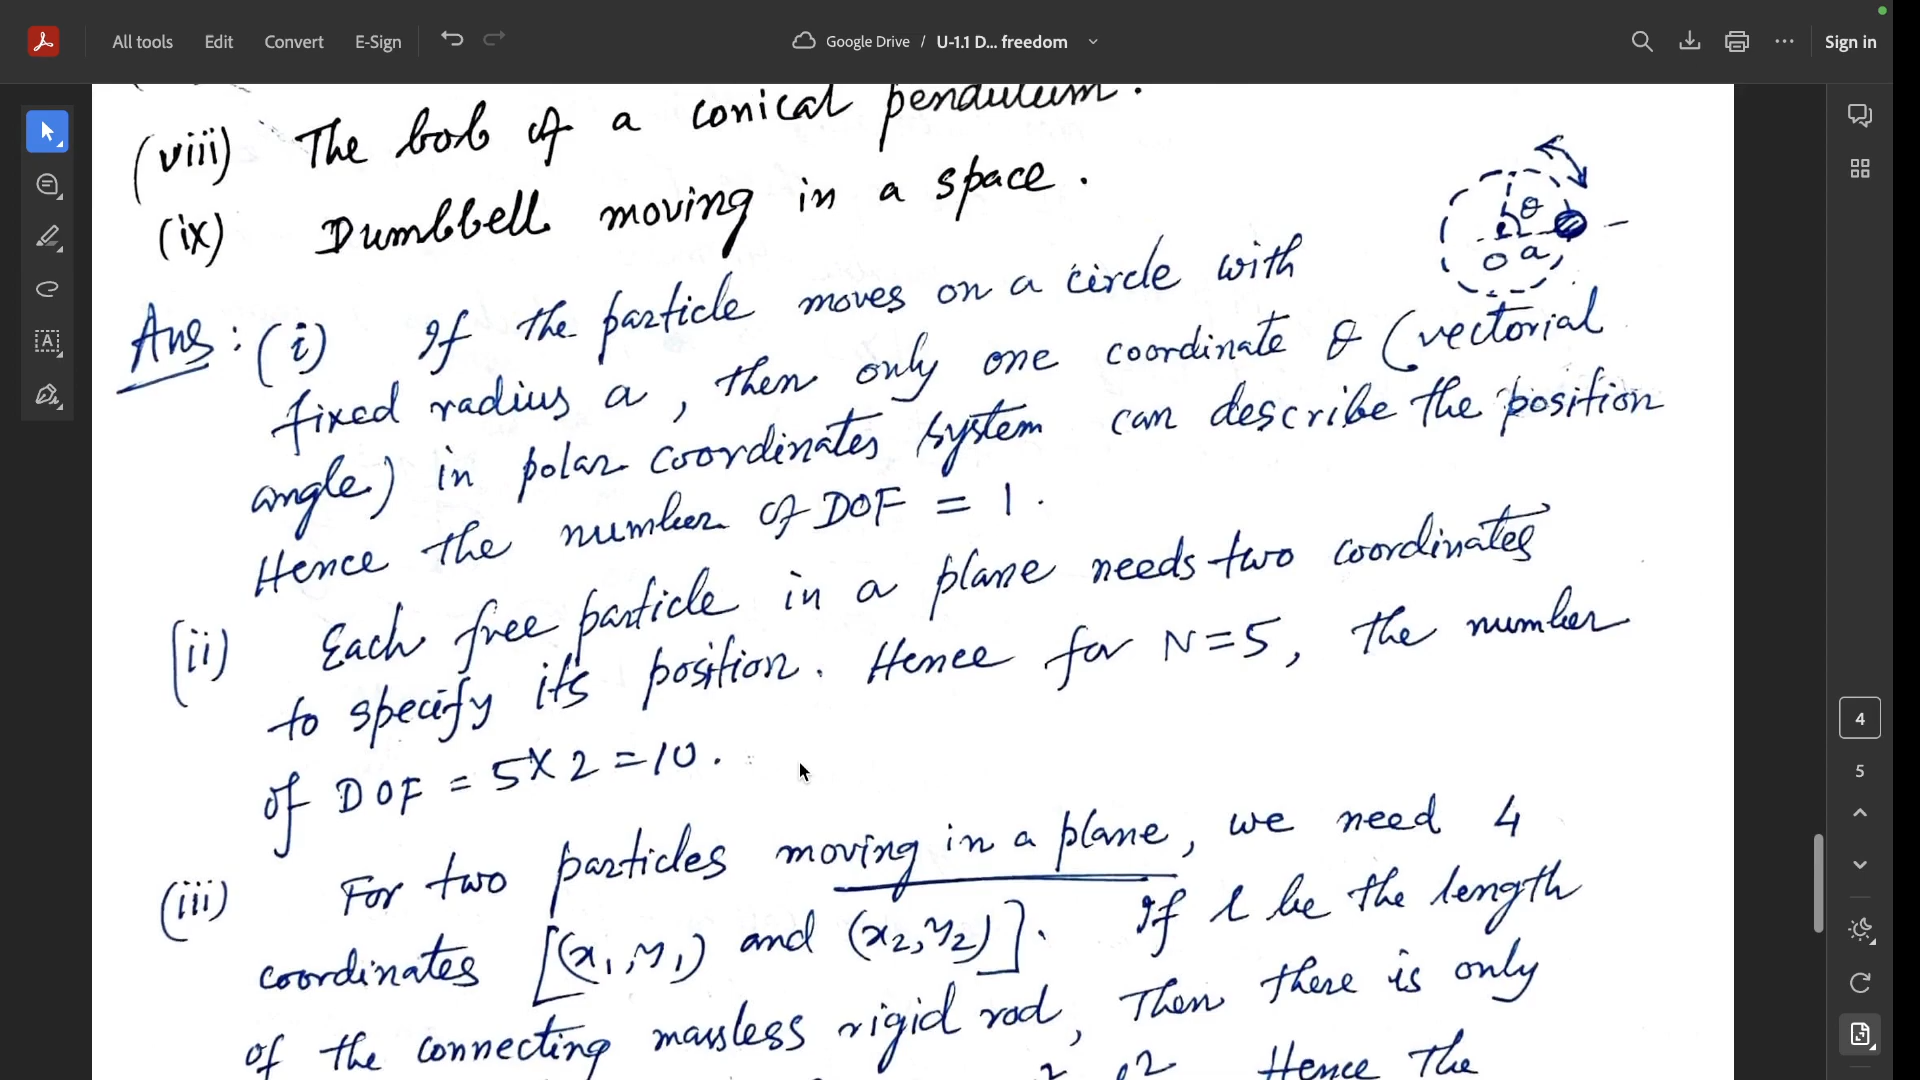 All tools Edit Convert E-Sign Google Drive / U-1.1 D... freedom Sign in
(viii) The bob of a conical pendulum.
(ix) Dumbbell moving in a space.
θ
O a
Ans: (i) If the particle moves on a circle with
fixed radius a, then only one coordinate θ (vectorial
angle) in polar coordinates system can describe the position
Hence the number of DOF = 1.
(ii) Each free particle in a plane needs two coordinates
to specify its position. Hence for N=5, the number
of DOF = 5×2=10.
(iii) For two particles moving in a plane, we need 4
coordinates [(x₁,y₁) and (x₂,y₂)]. If l be the length
of the connecting massless rigid rod, Then there is only
Hence the
4
5